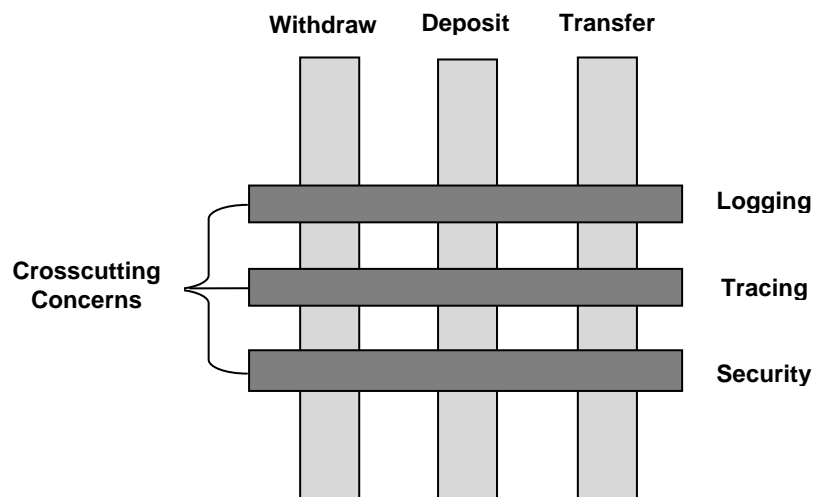 Withdraw Deposit Transfer
Logging
Crosscutting
Concerns
Tracing
Security